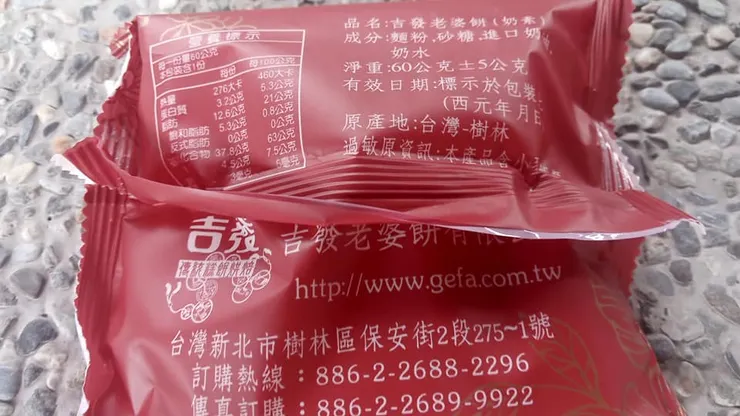 營養標示
每一份量60公克
本包裝含1份
每份 每100公克
熱量 276大卡 460大卡
蛋白質 3.2公克 5.3公克
脂肪 12.6公克 21公克
飽和脂肪 5.3公克 0.8公克
反式脂肪 0公克 0公克
化合物 37.8公克 63公克
4.5公克 7.5公克
5毫克
品名:吉發老婆餅(奶素)
成分:麵粉,砂糖,進口奶
奶水
淨重:60公克±5公克
有效日期:標示於包裝
(西元年月日
原產地:台灣-樹林
過敏原資訊:本產品含小
吉發 吉發老婆餅有限
http://www.gefa.com.tw
台灣新北市樹林區保安街2段275~1號
訂購熱線:886-2-2688-2296
傳真訂購:886-2-2689-9922